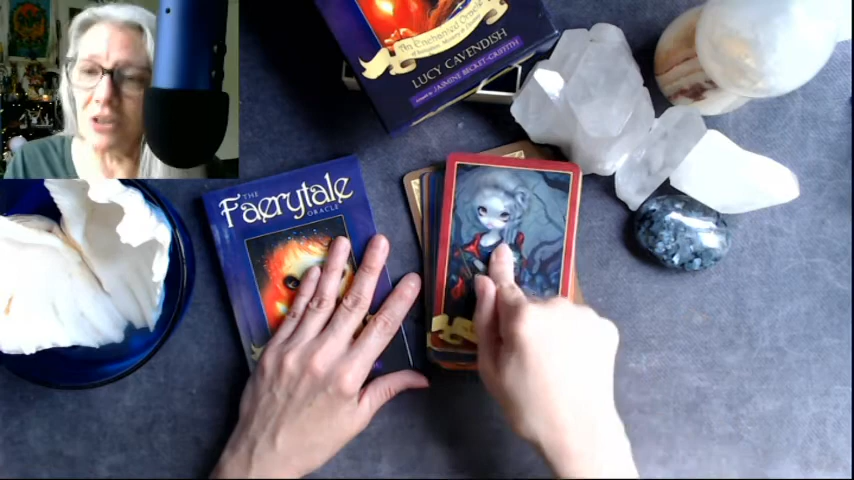 An Enchanted Oracle
LUCY CAVENDISH
JASMINE BECKET-GRIFFITH
THE
Faerytale
ORACLE